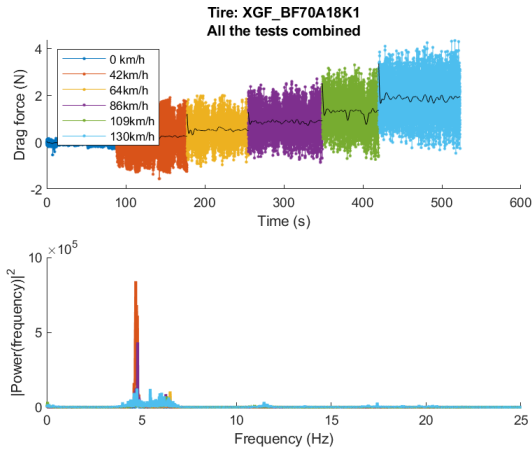 Tire: XGF_BF70A18K1
All the tests combined
4
2
0
-2
Drag force (N)
0 km/h
42km/h
64km/h
86km/h
109km/h
130km/h
0 100 200 300 400 500 600
Time (s)
×10^5
10
5
0
|Power(frequency)|^2
0 5 10 15 20 25
Frequency (Hz)